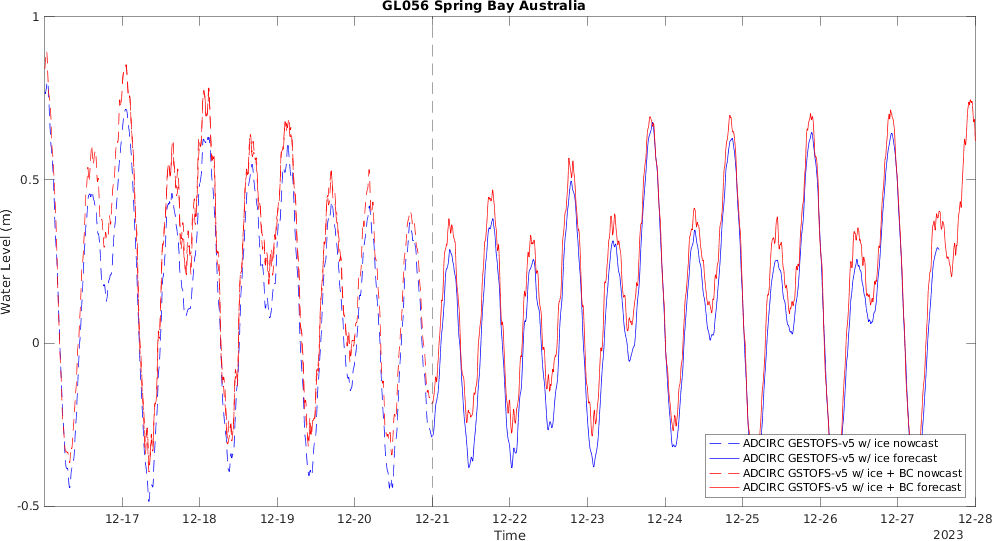 GL056 Spring Bay Australia
1
0.5
0
-0.5
Water Level (m)
12-17 12-18 12-19 12-20 12-21 12-22 12-23 12-24 12-25 12-26 12-27 12-28
Time
2023
ADCIRC GESTOFS-v5 w/ ice nowcast
ADCIRC GESTOFS-v5 w/ ice forecast
ADCIRC GSTOFS-v5 w/ ice + BC nowcast
ADCIRC GSTOFS-v5 w/ ice + BC forecast